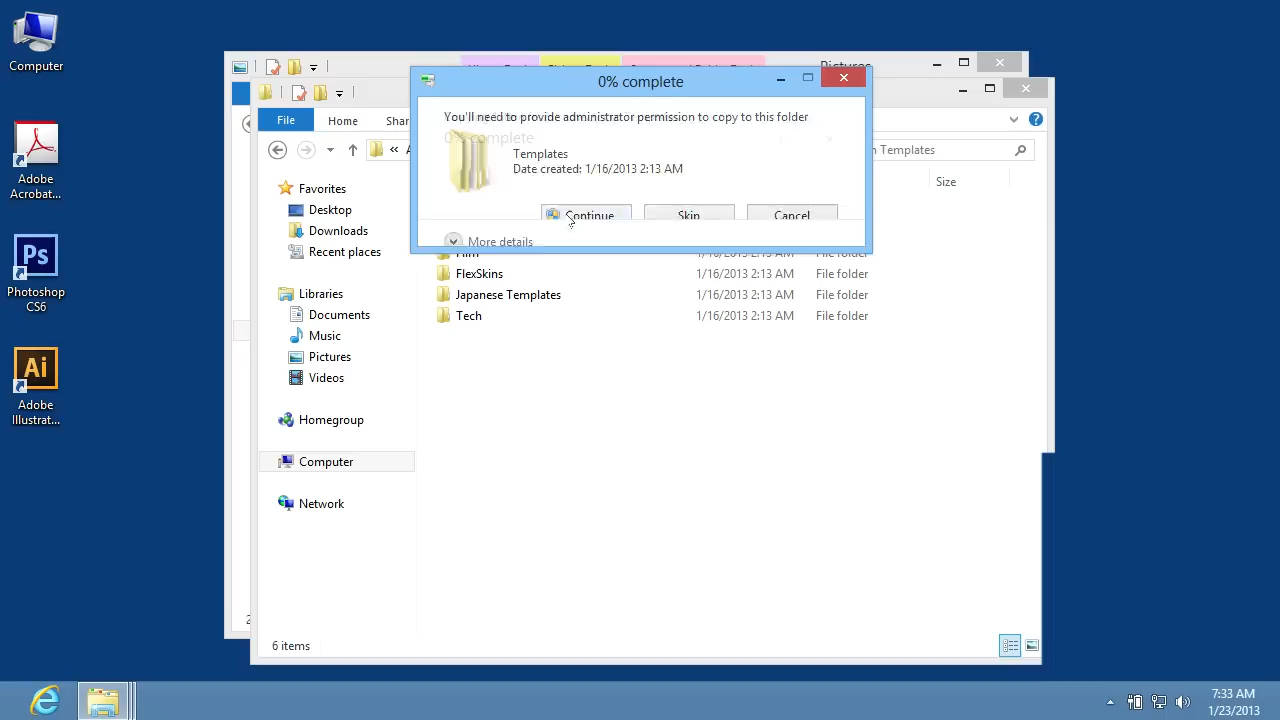 Computer
Adobe
Acrobat...
Photoshop
CS6
Adobe
Illustrat...
Pictures
0% complete
You'll need to provide administrator permission to copy to this folder
0% complete
Templates
Date created: 1/16/2013 2:13 AM
Continue
Skip
Cancel
More details
File
Home
Shar
«
Templates
Size
Favorites
Desktop
Downloads
Recent places
Libraries
Documents
Music
Pictures
Videos
Homegroup
Computer
Network
Film 1/16/2013 2:13 AM File folder
FlexSkins 1/16/2013 2:13 AM File folder
Japanese Templates 1/16/2013 2:13 AM File folder
Tech 1/16/2013 2:13 AM File folder
6 items
7:33 AM
1/23/2013